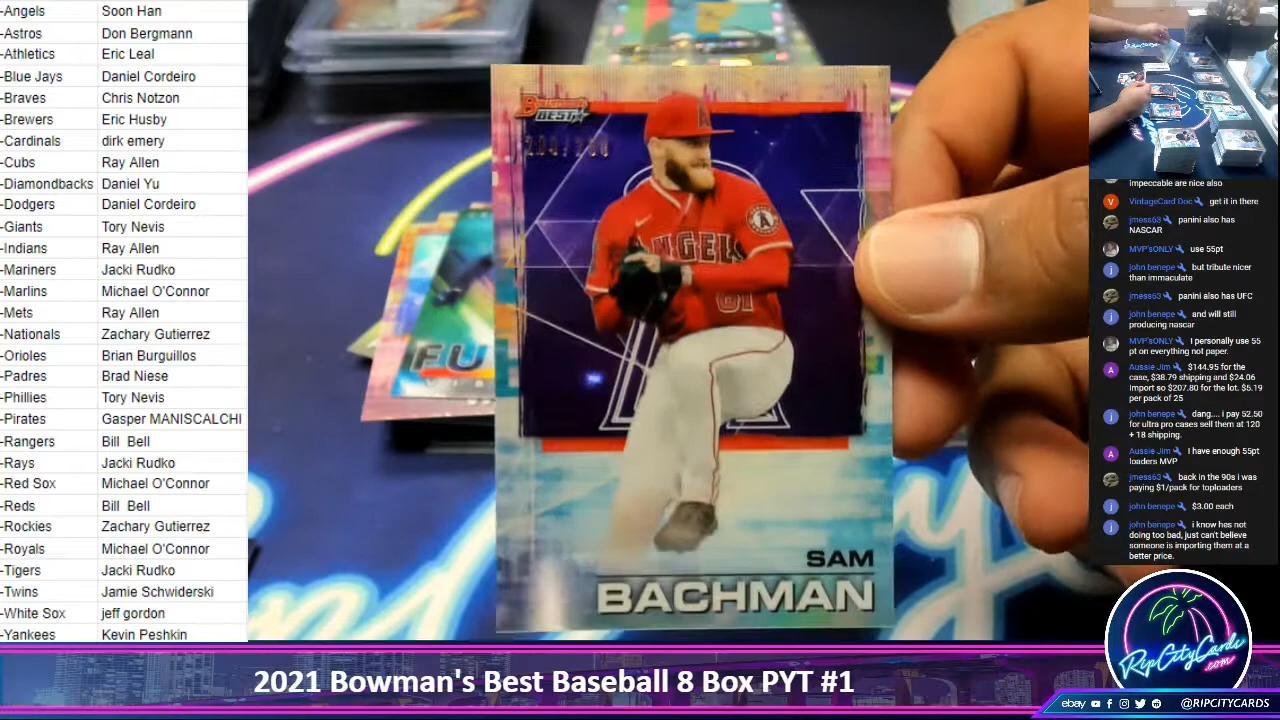 -Angels Soon Han
-Astros Don Bergmann
-Athletics Eric Leal
-Blue Jays Daniel Cordeiro
-Braves Chris Notzon
-Brewers Eric Husby
-Cardinals dirk emery
-Cubs Ray Allen
-Diamondbacks Daniel Yu
-Dodgers Daniel Cordeiro
-Giants Tory Nevis
-Indians Ray Allen
-Mariners Jacki Rudko
-Marlins Michael O'Connor
-Mets Ray Allen
-Nationals Zachary Gutierrez
-Orioles Brian Burguillos
-Padres Brad Niese
-Phillies Tory Nevis
-Pirates Gasper MANISCALCHI
-Rangers Bill Bell
-Rays Jacki Rudko
-Red Sox Michael O'Connor
-Reds Bill Bell
-Rockies Zachary Gutierrez
-Royals Michael O'Connor
-Tigers Jacki Rudko
-Twins Jamie Schwiderski
-White Sox jeff gordon
-Yankees Kevin Peshkin
BOWMAN'S
BEST
ANGELS
A
61
SAM
BACHMAN
FU
impeccable are nice also
V VintageCard Doc get it in there
jmess63 panini also has
NASCAR
MVP'sONLY use 55pt
j john benepe but tribute nicer
than immaculate
jmess63 panini also has UFC
j john benepe and will still
producing nascar
MVP'sONLY I personally use 55
pt on everything not paper.
A Aussie Jim $144.95 for the
case, $38.79 shipping and $24.06
Import so $207.80 for the lot. $5.19
per pack of 25
j john benepe dang.... i pay 52.50
for ultra pro cases sell them at 120
+ 18 shipping.
A Aussie Jim I have enough 55pt
loaders MVP
jmess63 back in the 90s i was
paying $1/pack for toploaders
j john benepe $3.00 each
j john benepe i know hes not
doing too bad, just can't believe
someone is importing them at a
better price.
RipCityCards
.com
2021 Bowman's Best Baseball 8 Box PYT #1
ebay @RIPCITYCARDS